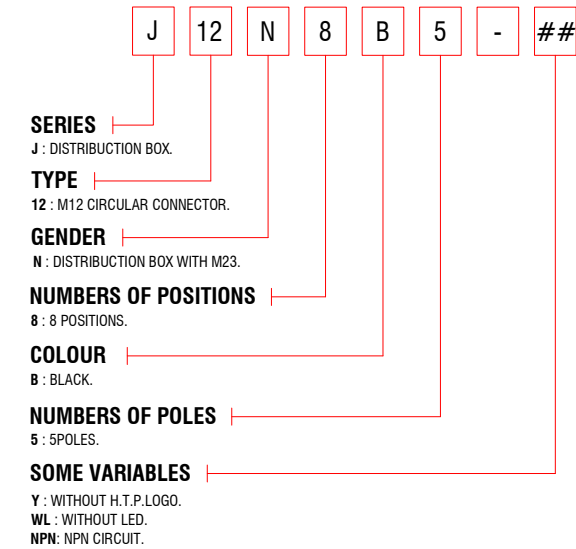 J 12 N 8 B 5 - ##
SERIES
J : DISTRIBUCTION BOX.
TYPE
12 : M12 CIRCULAR CONNECTOR.
GENDER
N : DISTRIBUCTION BOX WITH M23.
NUMBERS OF POSITIONS
8 : 8 POSITIONS.
COLOUR
B : BLACK.
NUMBERS OF POLES
5 : 5POLES.
SOME VARIABLES
Y : WITHOUT H.T.P.LOGO.
WL : WITHOUT LED.
NPN: NPN CIRCUIT.